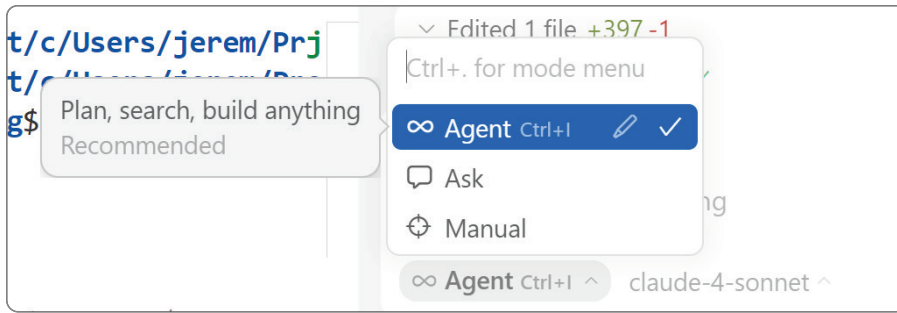 t/c/Users/jerem/Prj
g$
Plan, search, build anything
Recommended
Edited 1 file +397 -1
Ctrl+. for mode menu
Agent Ctrl+I
Ask
Manual
Agent Ctrl+I
claude-4-sonnet